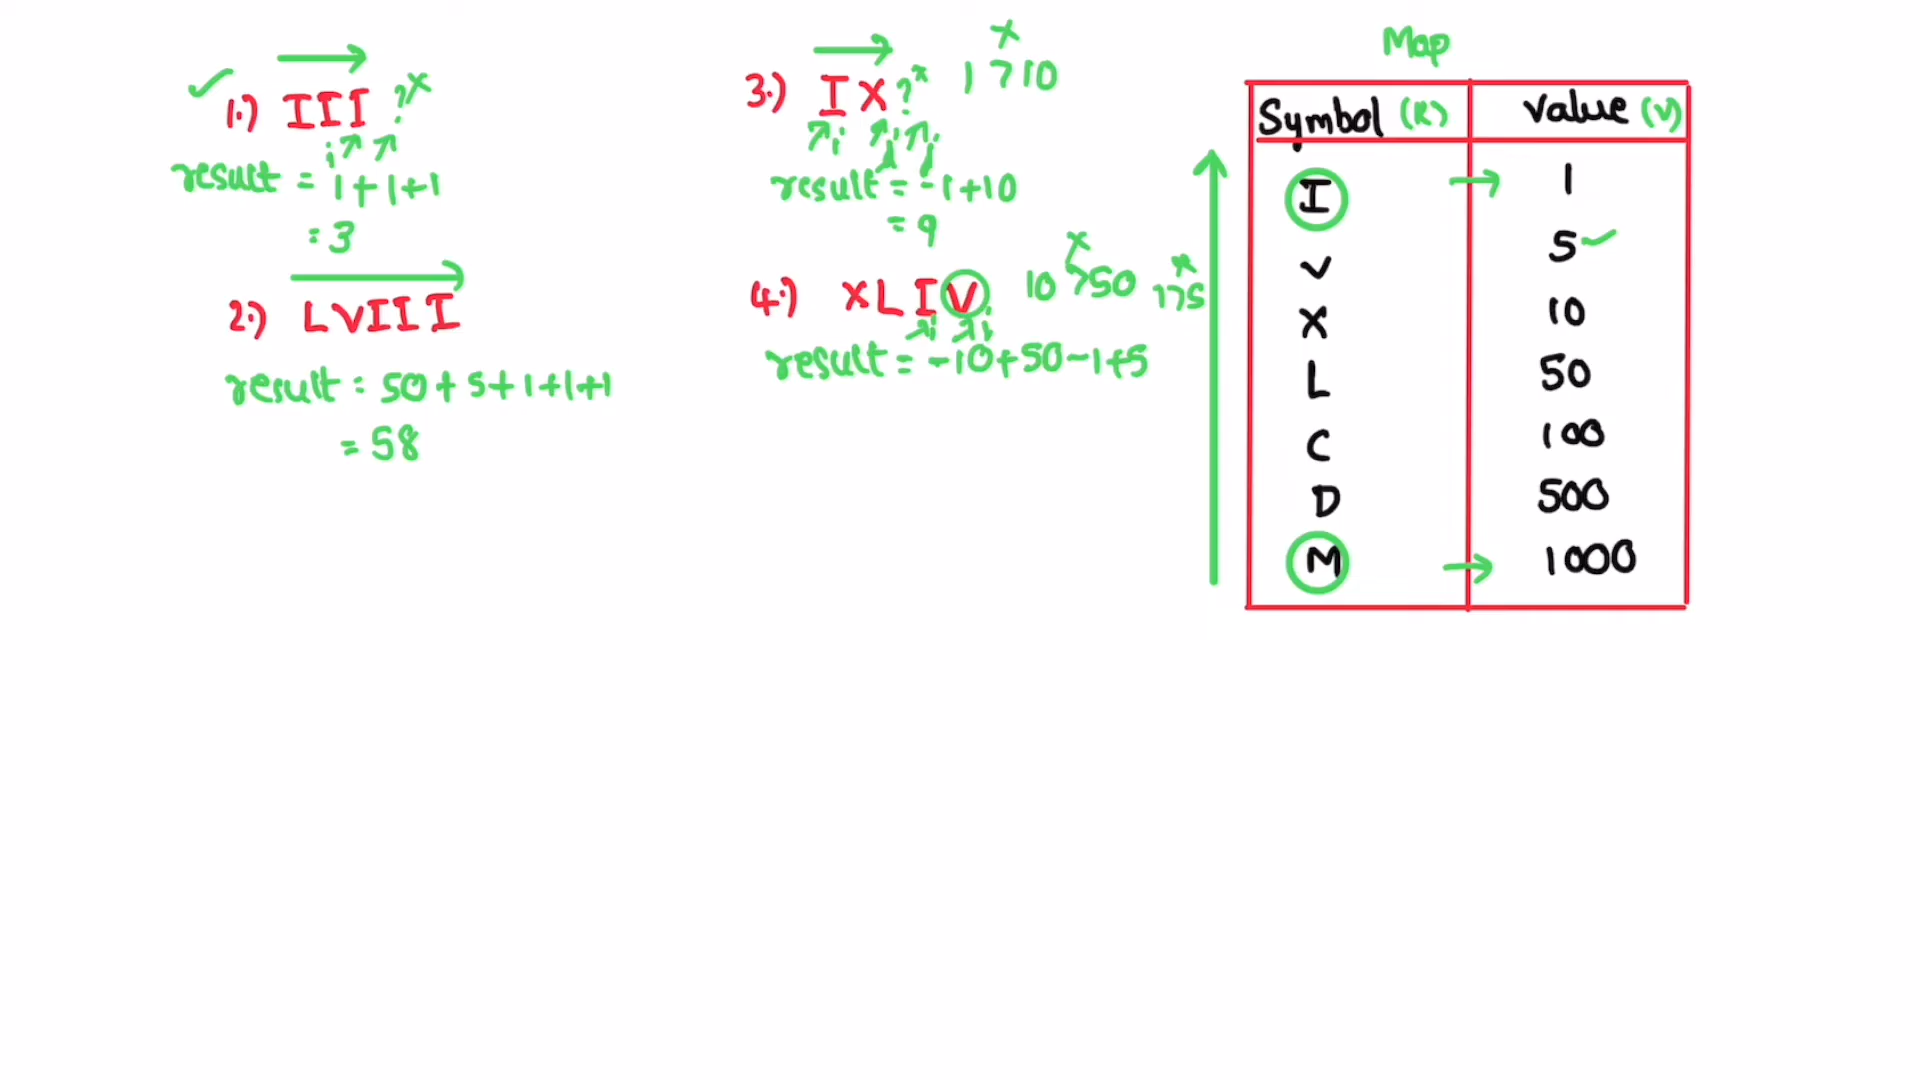 1.) III ? x
i
result = 1+1+1
= 3
2.) LVIII
result = 50+5+1+1+1
= 58
3.) IX ? x
x
1 > 10
i i j j
result = -1+10
= 9
4.) XLIV
x
10 > 50
x
1 > 5
i i
result = -10+50-1+5
Map
Symbol (K) Value (V)
I → 1
V 5 ✓
X 10
L 50
C 100
D 500
M → 1000